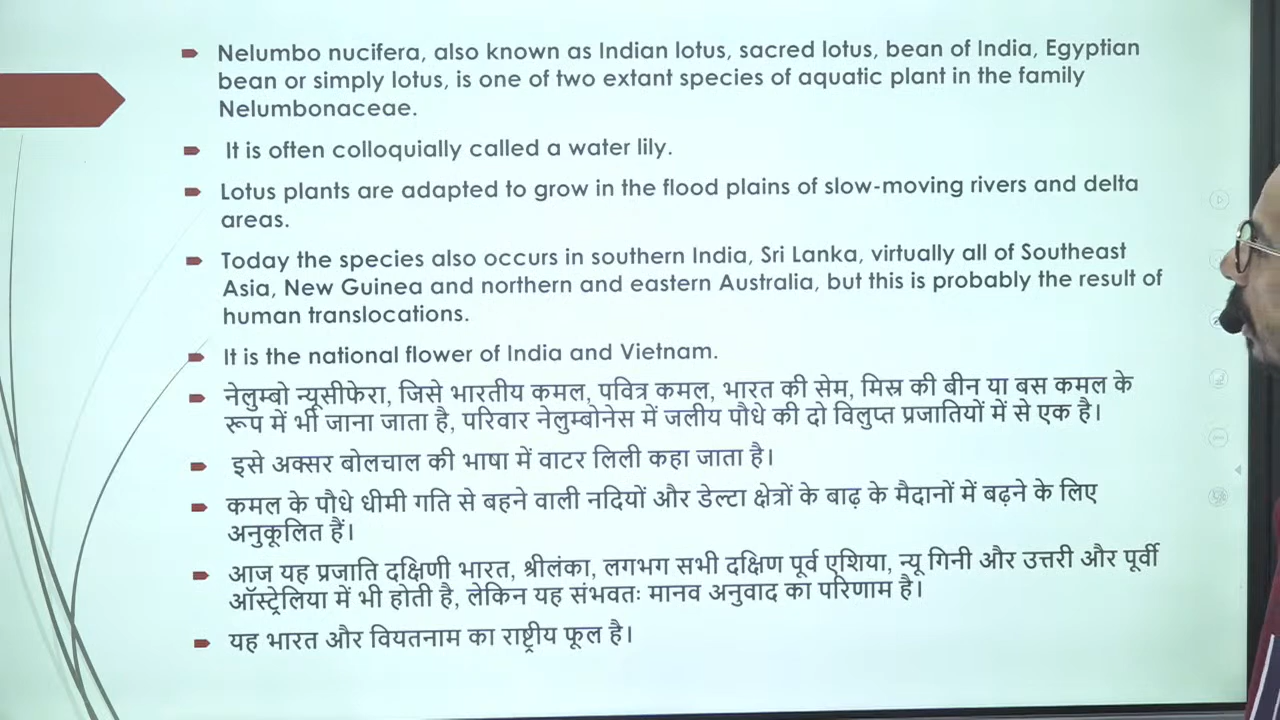 Nelumbo nucifera, also known as Indian lotus, sacred lotus, bean of India, Egyptian
bean or simply lotus, is one of two extant species of aquatic plant in the family
Nelumbonaceae.
It is often colloquially called a water lily.
Lotus plants are adapted to grow in the flood plains of slow-moving rivers and delta
areas.
Today the species also occurs in southern India, Sri Lanka, virtually all of Southeast
Asia, New Guinea and northern and eastern Australia, but this is probably the result of
human translocations.
It is the national flower of India and Vietnam.
नेलुम्बो न्यूसीफेरा, जिसे भारतीय कमल, पवित्र कमल, भारत की सेम, मिस्र की बीन या बस कमल के
रूप में भी जाना जाता है, परिवार नेलुम्बोनेस में जलीय पौधे की दो विलुप्त प्रजातियों में से एक है।
इसे अक्सर बोलचाल की भाषा में वाटर लिली कहा जाता है।
कमल के पौधे धीमी गति से बहने वाली नदियों और डेल्टा क्षेत्रों के बाढ़ के मैदानों में बढ़ने के लिए
अनुकूलित हैं।
आज यह प्रजाति दक्षिणी भारत, श्रीलंका, लगभग सभी दक्षिण पूर्व एशिया, न्यू गिनी और उत्तरी और पूर्वी
ऑस्ट्रेलिया में भी होती है, लेकिन यह संभवतः मानव अनुवाद का परिणाम है।
यह भारत और वियतनाम का राष्ट्रीय फूल है।